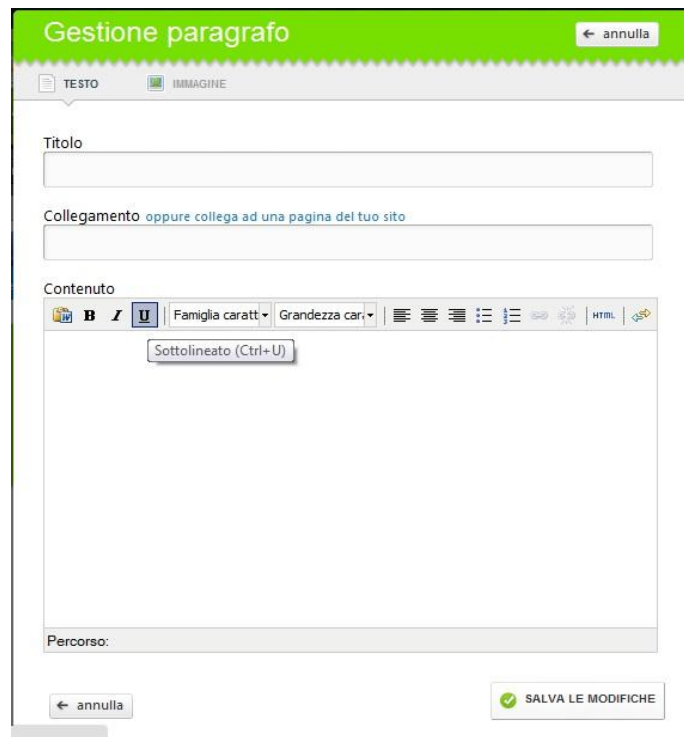 Gestione paragrafo
← annulla
TESTO IMMAGINE
Titolo
Collegamento oppure collega ad una pagina del tuo sito
Contenuto
B I U Famiglia caratt Grandezza car HTML
Sottolineato (Ctrl+U)
Percorso:
← annulla
SALVA LE MODIFICHE